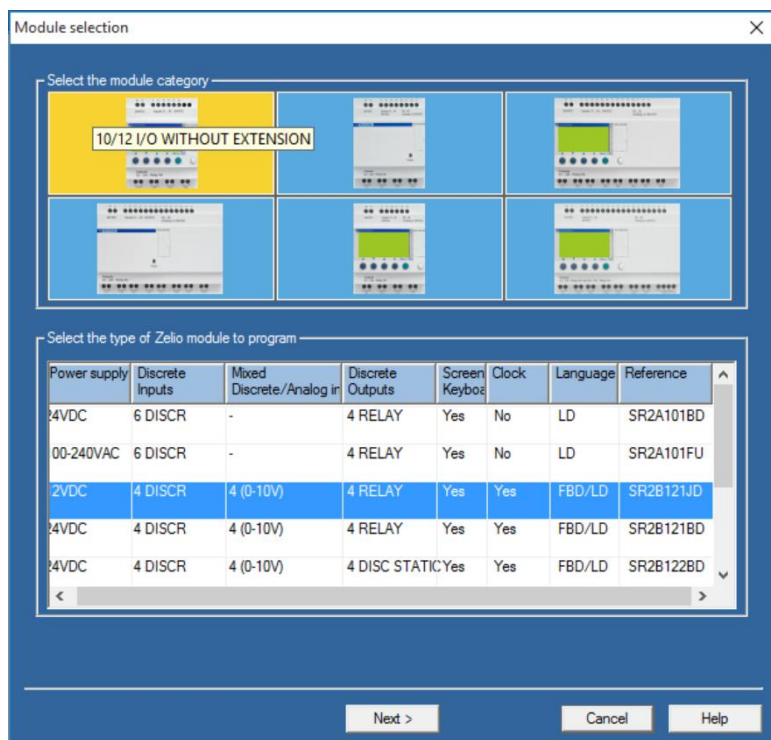 Module selection
Select the module category
10/12 I/O WITHOUT EXTENSION
Select the type of Zelio module to program
Power supply Discrete Inputs Mixed Discrete/Analog in Discrete Outputs Screen Keyboa Clock Language Reference
24VDC 6 DISCR - 4 RELAY Yes No LD SR2A101BD
00-240VAC 6 DISCR - 4 RELAY Yes No LD SR2A101FU
2VDC 4 DISCR 4 (0-10V) 4 RELAY Yes Yes FBD/LD SR2B121JD
24VDC 4 DISCR 4 (0-10V) 4 RELAY Yes Yes FBD/LD SR2B121BD
24VDC 4 DISCR 4 (0-10V) 4 DISC STATIC Yes Yes FBD/LD SR2B122BD
Next >
Cancel
Help